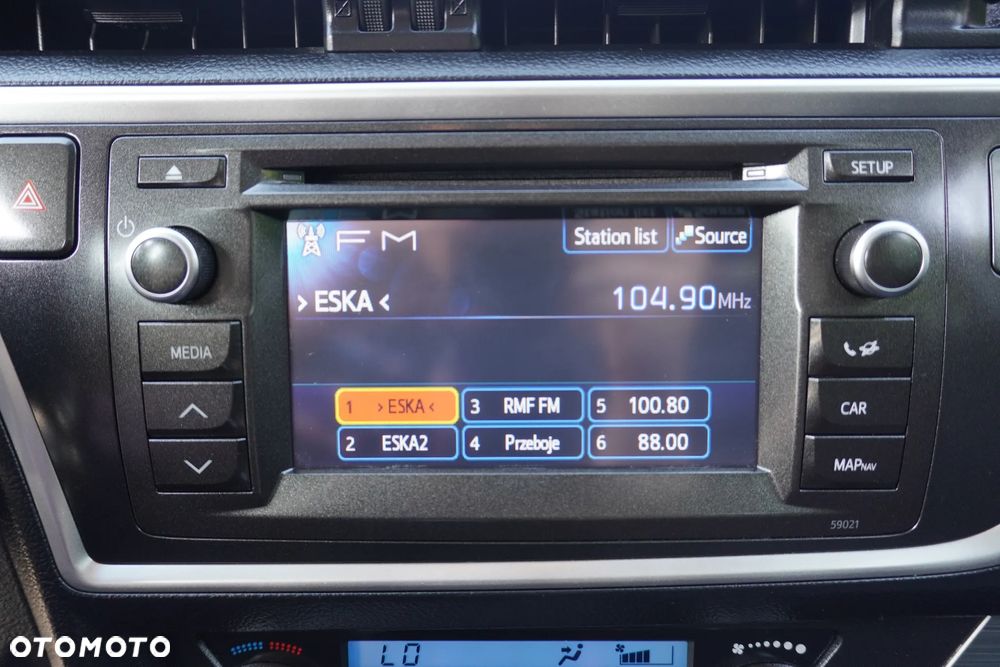 SETUP
FM
Station list
Source
> ESKA <
104.90MHz
MEDIA
1 > ESKA <
3 RMF FM
5 100.80
2 ESKA2
4 Przeboje
6 88.00
CAR
MAPNAV
59021
OTOMOTO
LO